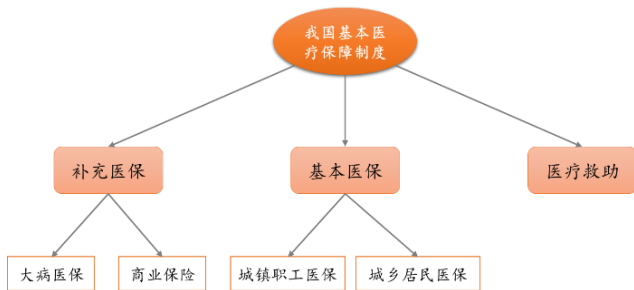 我国基本医
疗保障制度
补充医保
基本医保
医疗救助
大病医保
商业保险
城镇职工医保
城乡居民医保